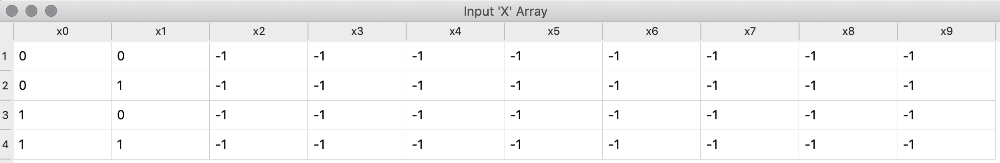 Input 'X' Array
x0 x1 x2 x3 x4 x5 x6 x7 x8 x9
1 0 0 -1 -1 -1 -1 -1 -1 -1 -1
2 0 1 -1 -1 -1 -1 -1 -1 -1 -1
3 1 0 -1 -1 -1 -1 -1 -1 -1 -1
4 1 1 -1 -1 -1 -1 -1 -1 -1 -1